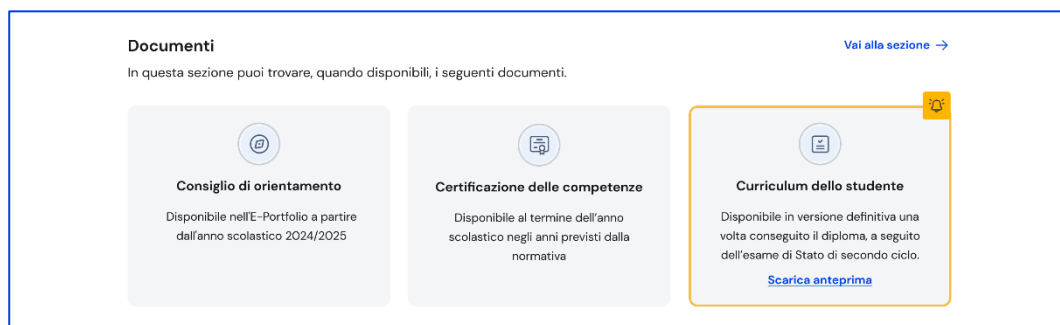 Documenti
Vai alla sezione →
In questa sezione puoi trovare, quando disponibili, i seguenti documenti.
Consiglio di orientamento
Disponibile nell'E-Portfolio a partire
dall'anno scolastico 2024/2025
Certificazione delle competenze
Disponibile al termine dell'anno
scolastico negli anni previsti dalla
normativa
Curriculum dello studente
Disponibile in versione definitiva una
volta conseguito il diploma, a seguito
dell'esame di Stato di secondo ciclo.
Scarica anteprima